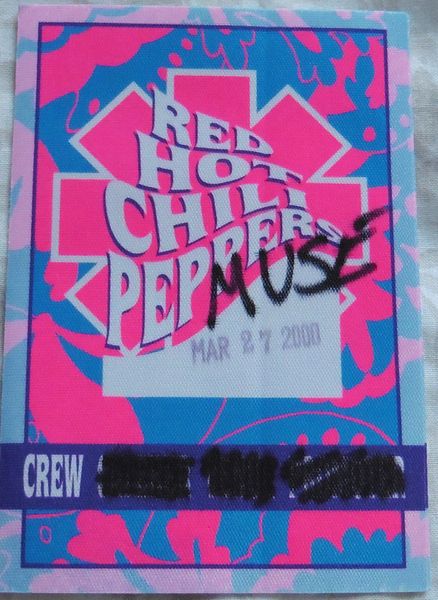 RED
HOT
CHILI
PEPPERS
MUSE
MAR 27 2000
CREW